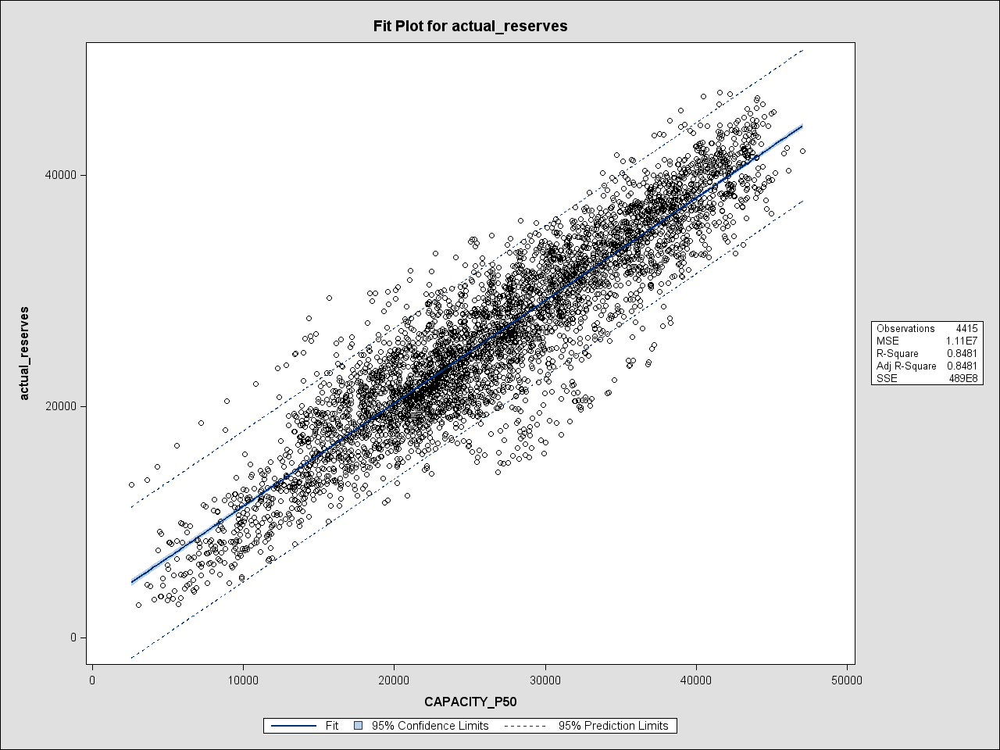 Fit Plot for actual_reserves
actual_reserves
40000
20000
0
0 10000 20000 30000 40000 50000
CAPACITY_P50
Observations 4415
MSE 1.11E7
R-Square 0.8481
Adj R-Square 0.8481
SSE 489E8
Fit 95% Confidence Limits 95% Prediction Limits